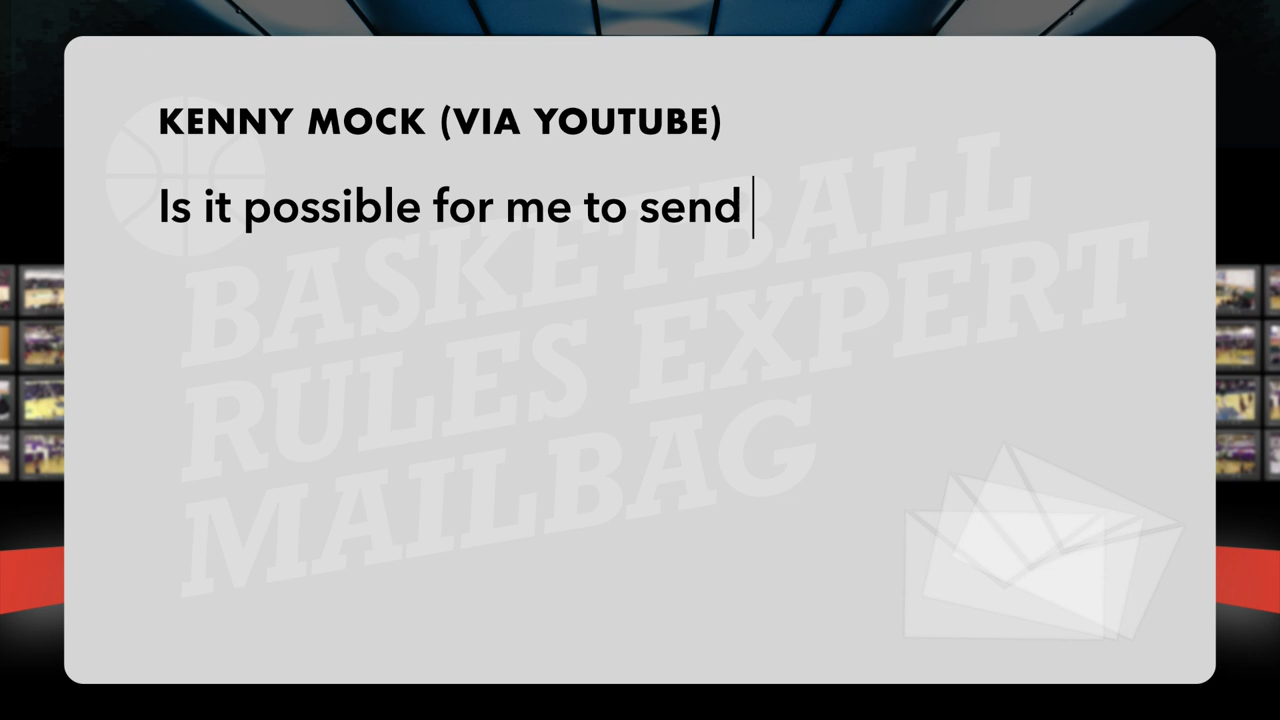 KENNY MOCK (VIA YOUTUBE)
Is it possible for me to send
BASKETBALL
RULES EXPERT
MAILBAG